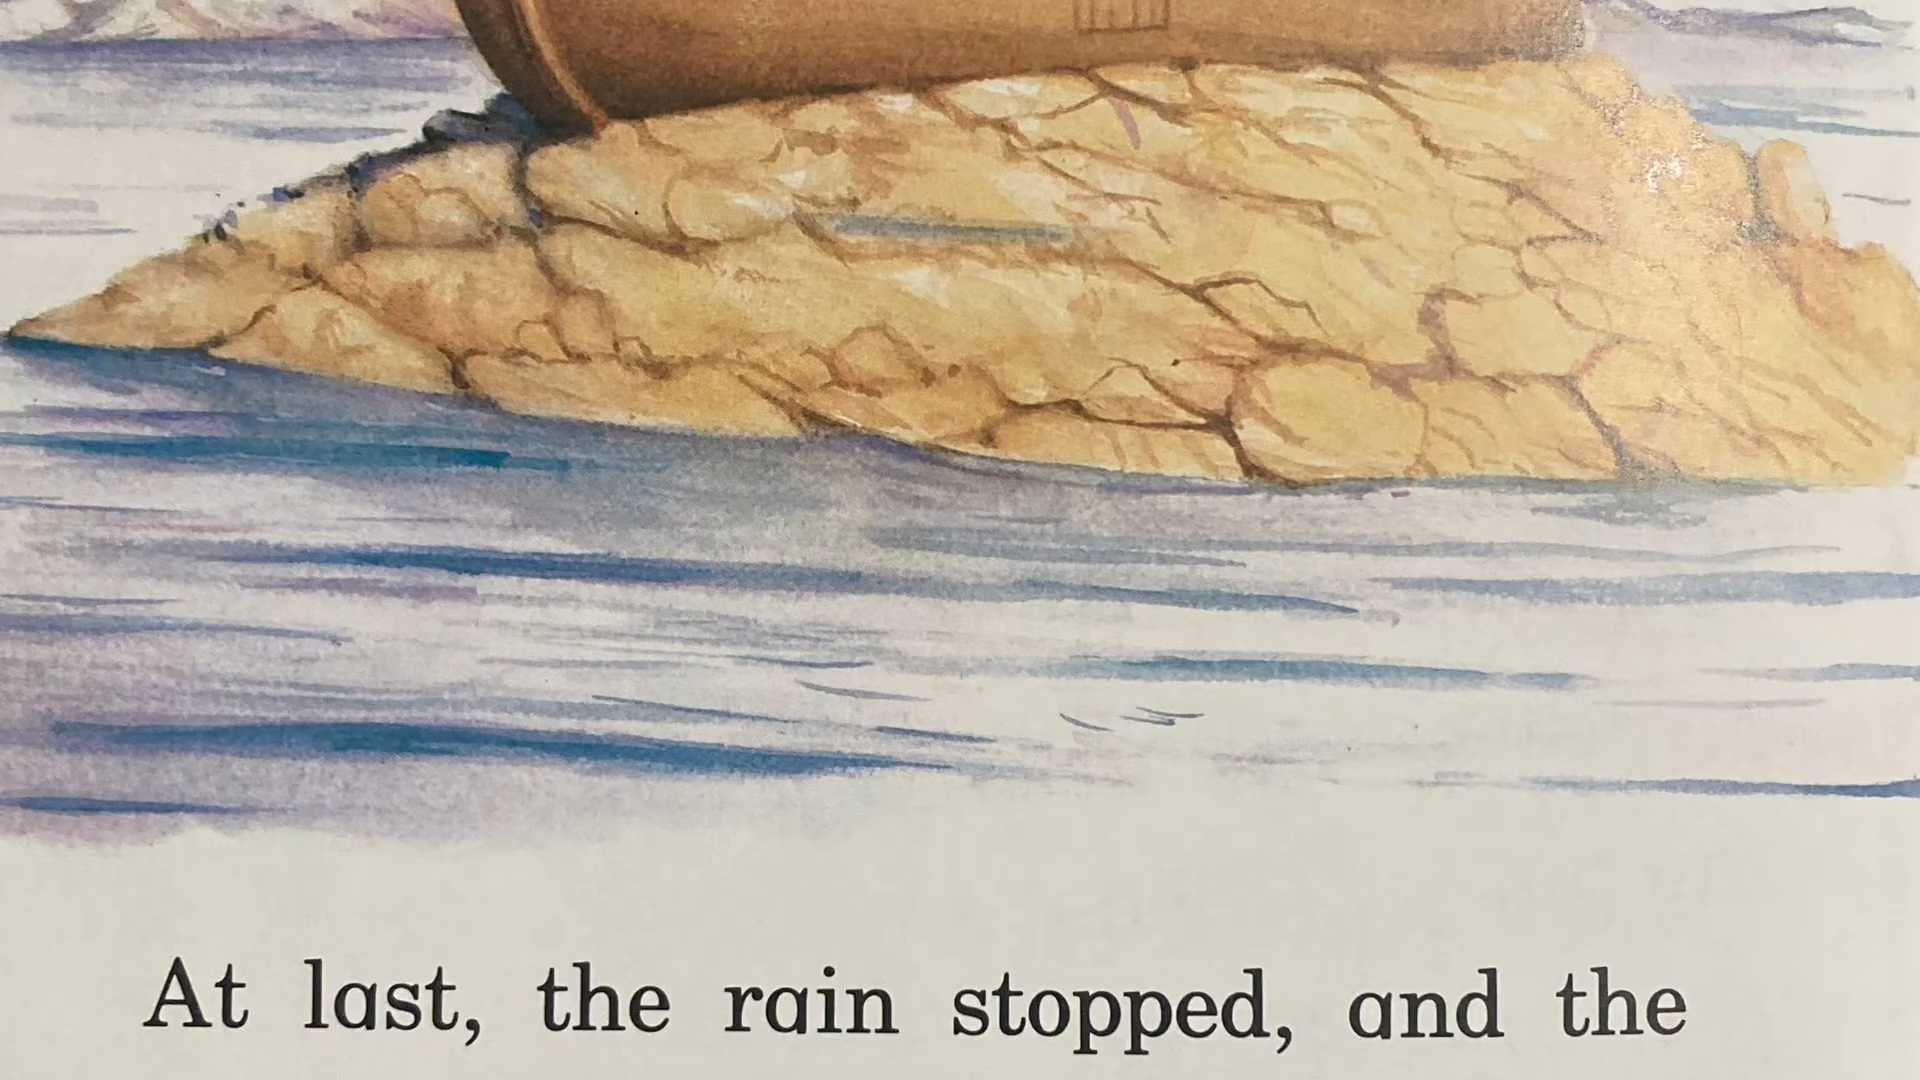 At last, the rain stopped, and the